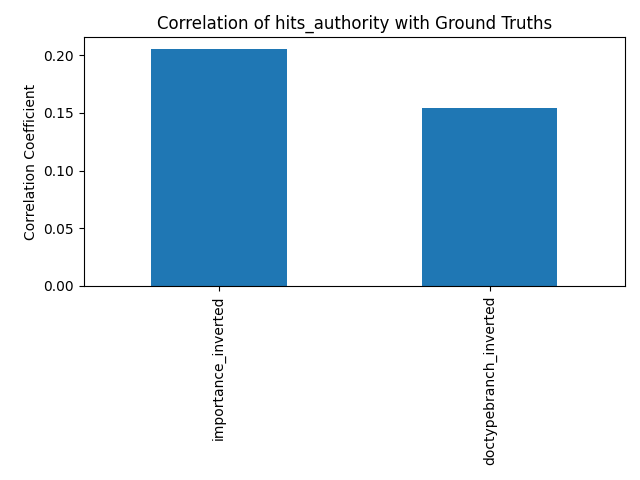 Correlation of hits_authority with Ground Truths
Correlation Coefficient
0.20
0.15
0.10
0.05
0.00
importance_inverted
doctypebranch_inverted